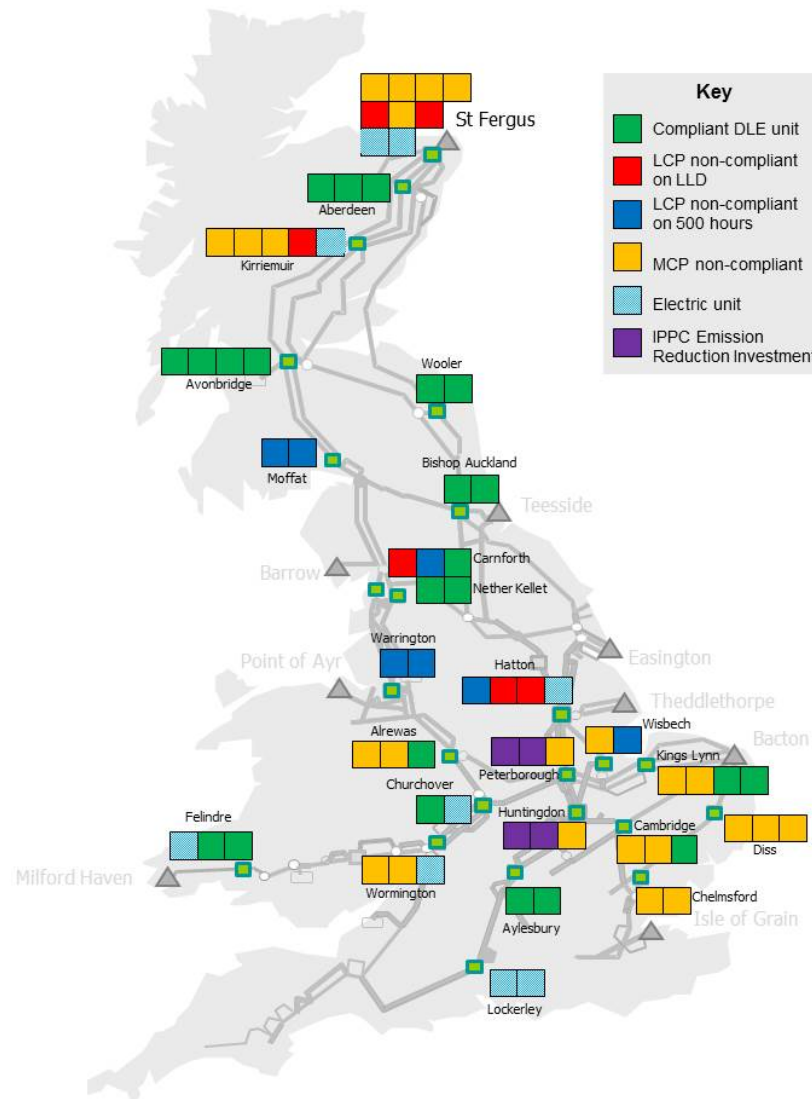 Key
Compliant DLE unit
LCP non-compliant
on LLD
LCP non-compliant
on 500 hours
MCP non-compliant
Electric unit
IPPC Emission
Reduction Investment
St Fergus
Aberdeen
Kirriemuir
Avonbridge
Wooler
Moffat
Bishop Auckland
Teesside
Barrow
Carnforth
Nether Kellet
Warrington
Point of Ayr
Hatton
Easington
Theddlethorpe
Wisbech
Bacton
Alrewas
Peterborough
Kings Lynn
Churchover
Huntingdon
Felindre
Cambridge
Diss
Milford Haven
Wormington
Chelmsford
Isle of Grain
Aylesbury
Lockerley